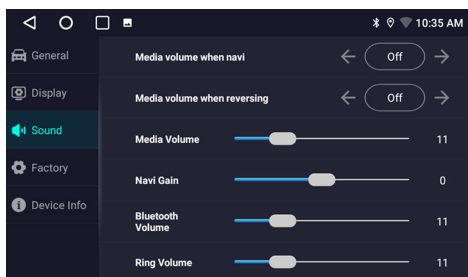 10:35 AM
General
Display
Sound
Factory
Device Info
Media volume when navi
Off
Media volume when reversing
Off
Media Volume
11
Navi Gain
0
Bluetooth
Volume
11
Ring Volume
11